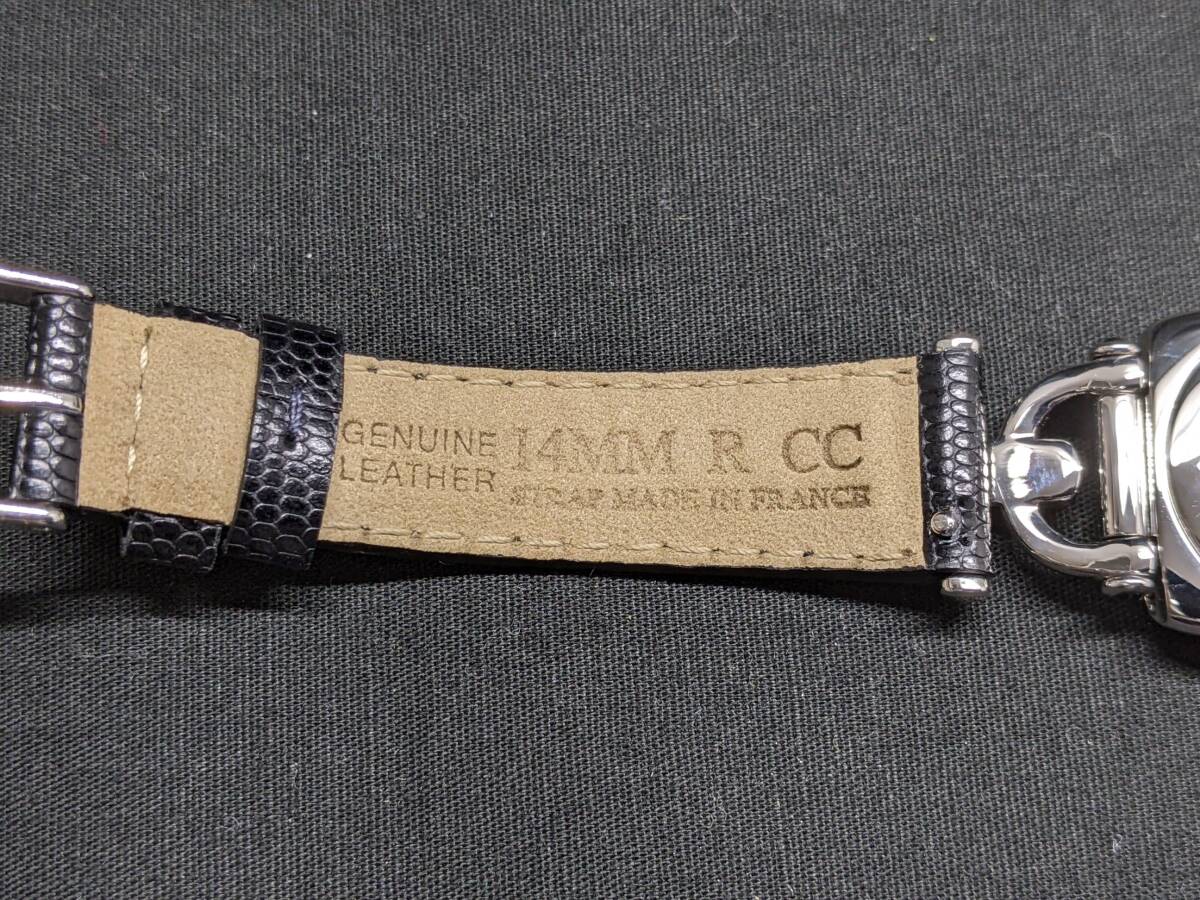 GENUINE
LEATHER
14MM R CC
STRAP MADE IN FRANCE